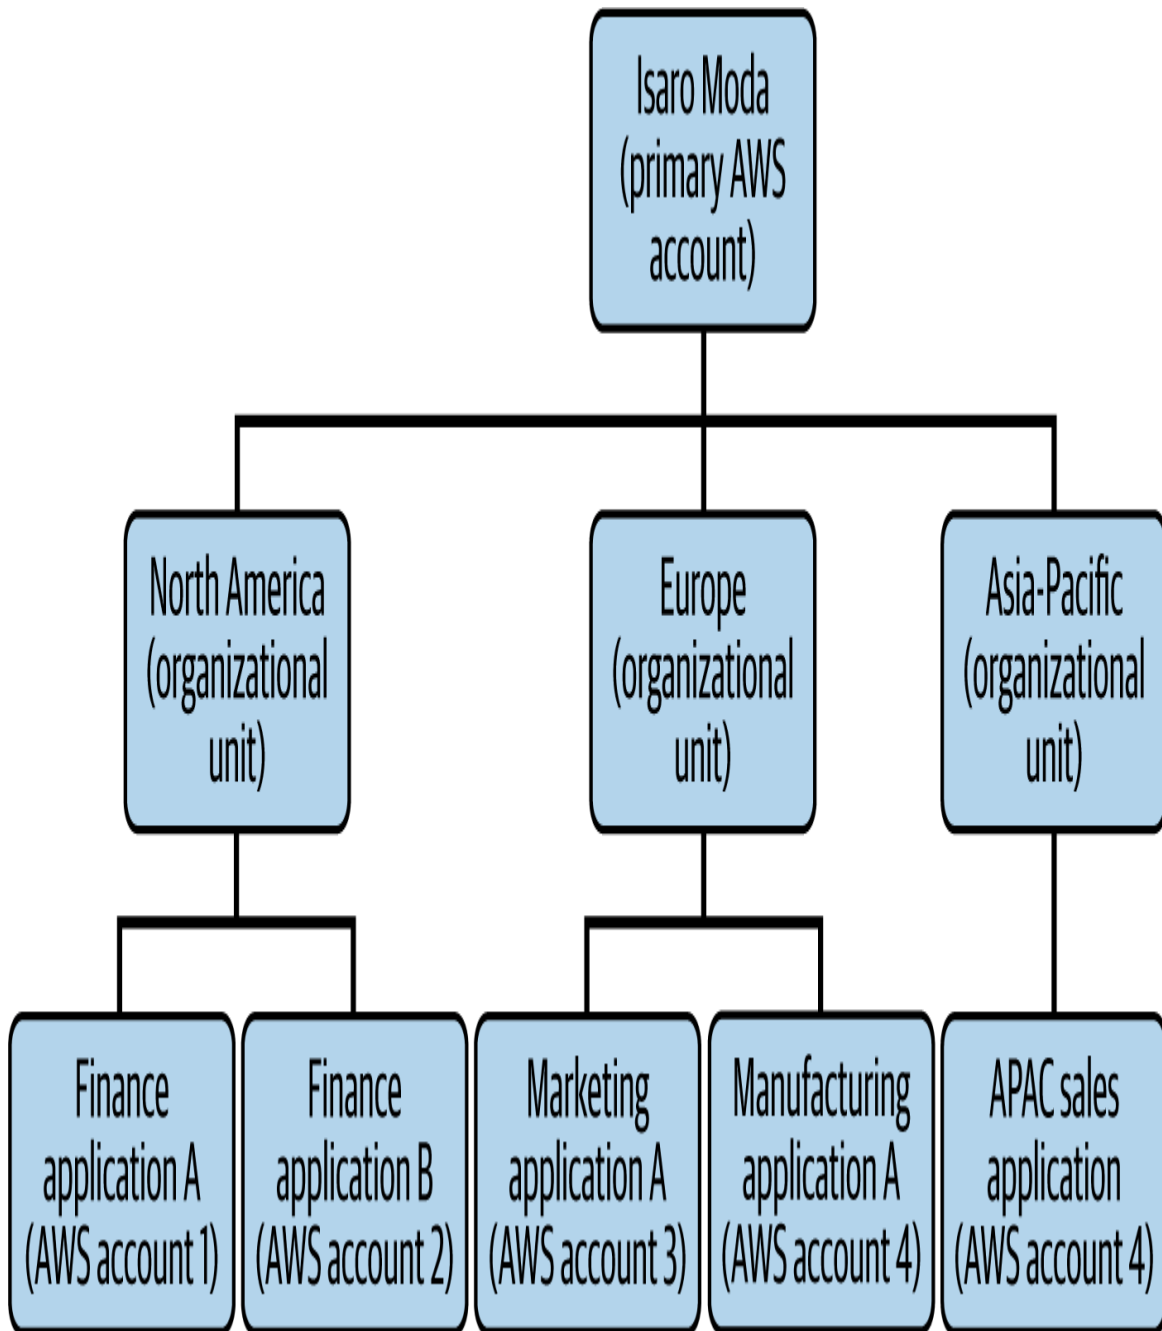 Isaro Moda
(primary AWS
account)
North America
(organizational
unit)
Europe
(organizational
unit)
Asia-Pacific
(organizational
unit)
Finance
application A
(AWS account 1)
Finance
application B
(AWS account 2)
Marketing
application A
(AWS account 3)
Manufacturing
application A
(AWS account 4)
APAC sales
application
(AWS account 4)